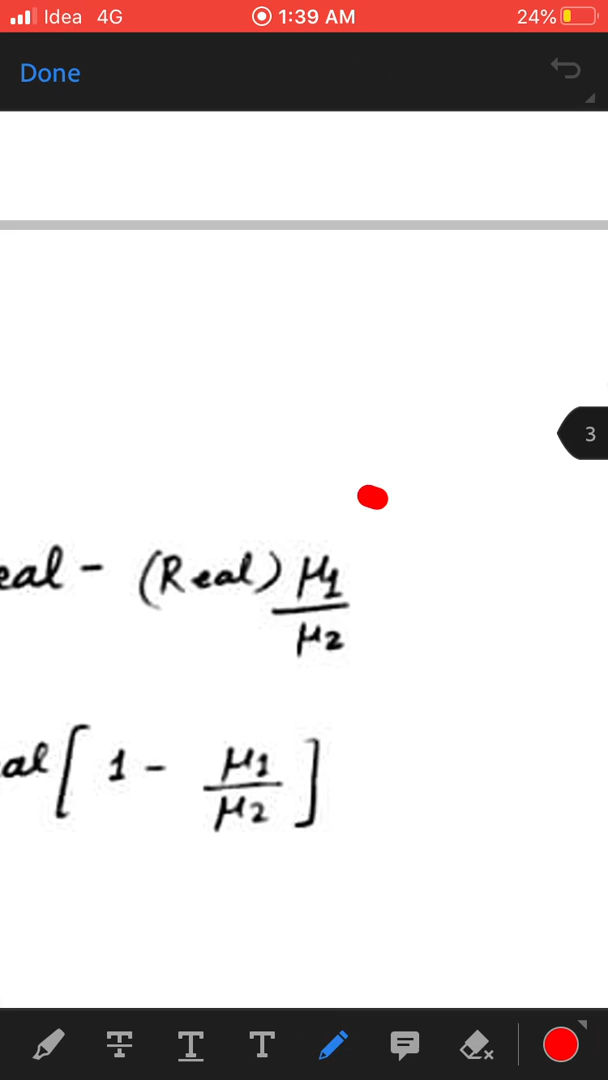 Idea 4G 1:39 AM 24%
Done
3
eal - (Real) μ1/μ2
al [ 1 - μ1/μ2 ]
T T T